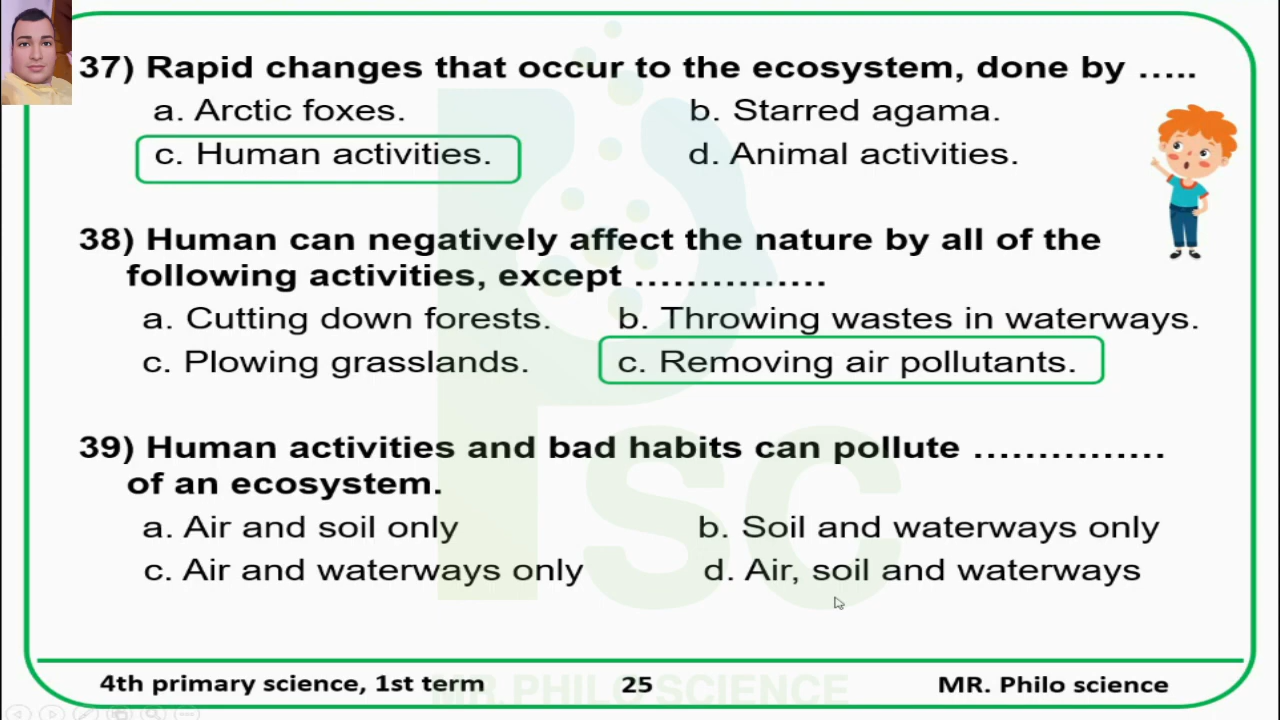 37) Rapid changes that occur to the ecosystem, done by …..
a. Arctic foxes. b. Starred agama.
c. Human activities. d. Animal activities.
38) Human can negatively affect the nature by all of the
following activities, except ……………
a. Cutting down forests. b. Throwing wastes in waterways.
c. Plowing grasslands. c. Removing air pollutants.
39) Human activities and bad habits can pollute ……………
of an ecosystem.
a. Air and soil only b. Soil and waterways only
c. Air and waterways only d. Air, soil and waterways
PSC
MR. PHILO SCIENCE
4th primary science, 1st term 25 MR. Philo science